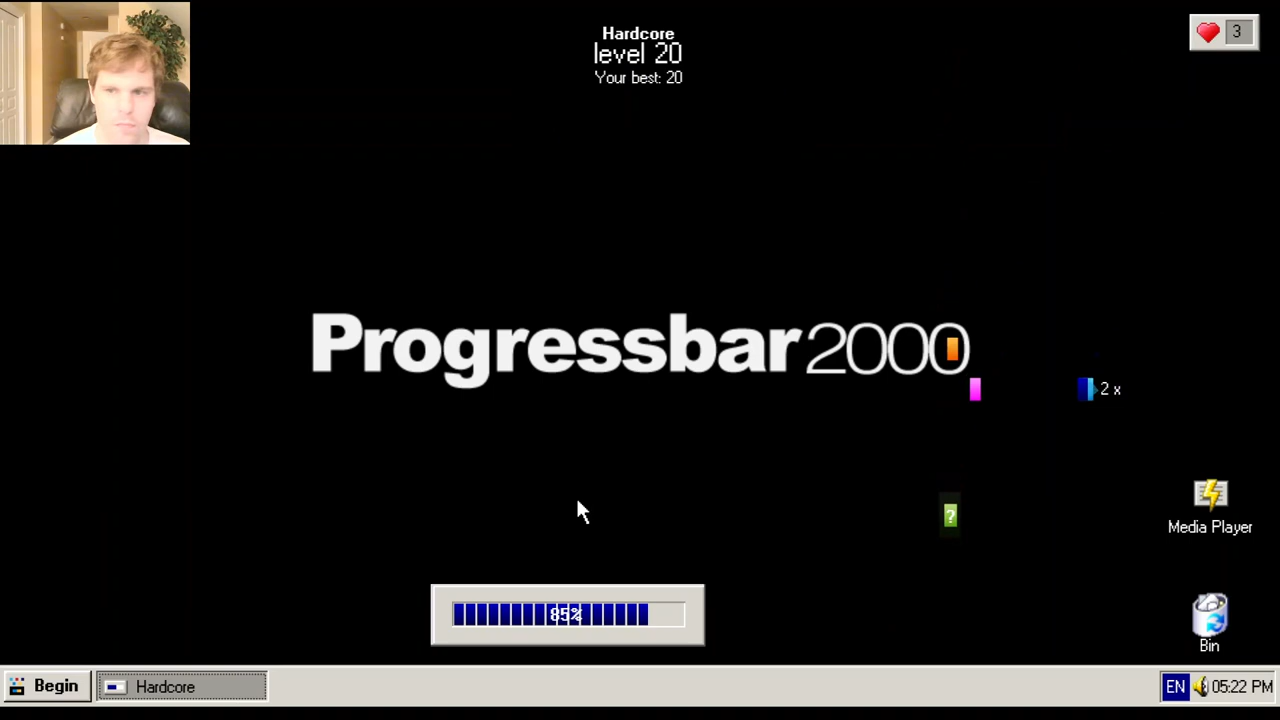 Hardcore
level 20
Your best: 20
3
Progressbar2000
2 x
?
Media Player
85%
Bin
Begin
Hardcore
EN
05:22 PM